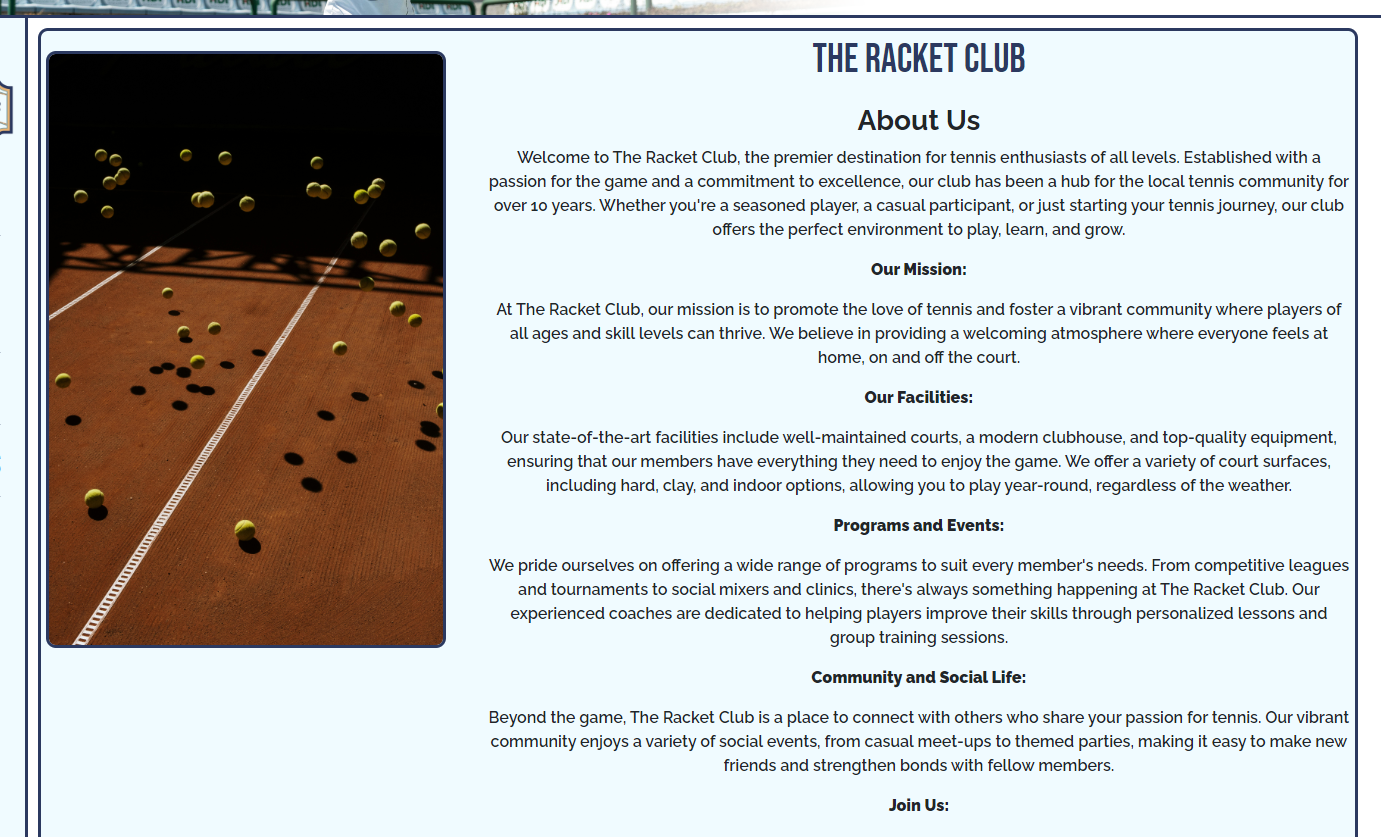 THE RACKET CLUB
About Us
Welcome to The Racket Club, the premier destination for tennis enthusiasts of all levels. Established with a
passion for the game and a commitment to excellence, our club has been a hub for the local tennis community for
over 10 years. Whether you're a seasoned player, a casual participant, or just starting your tennis journey, our club
offers the perfect environment to play, learn, and grow.
Our Mission:
At The Racket Club, our mission is to promote the love of tennis and foster a vibrant community where players of
all ages and skill levels can thrive. We believe in providing a welcoming atmosphere where everyone feels at
home, on and off the court.
Our Facilities:
Our state-of-the-art facilities include well-maintained courts, a modern clubhouse, and top-quality equipment,
ensuring that our members have everything they need to enjoy the game. We offer a variety of court surfaces,
including hard, clay, and indoor options, allowing you to play year-round, regardless of the weather.
Programs and Events:
We pride ourselves on offering a wide range of programs to suit every member's needs. From competitive leagues
and tournaments to social mixers and clinics, there's always something happening at The Racket Club. Our
experienced coaches are dedicated to helping players improve their skills through personalized lessons and
group training sessions.
Community and Social Life:
Beyond the game, The Racket Club is a place to connect with others who share your passion for tennis. Our vibrant
community enjoys a variety of social events, from casual meet-ups to themed parties, making it easy to make new
friends and strengthen bonds with fellow members.
Join Us: